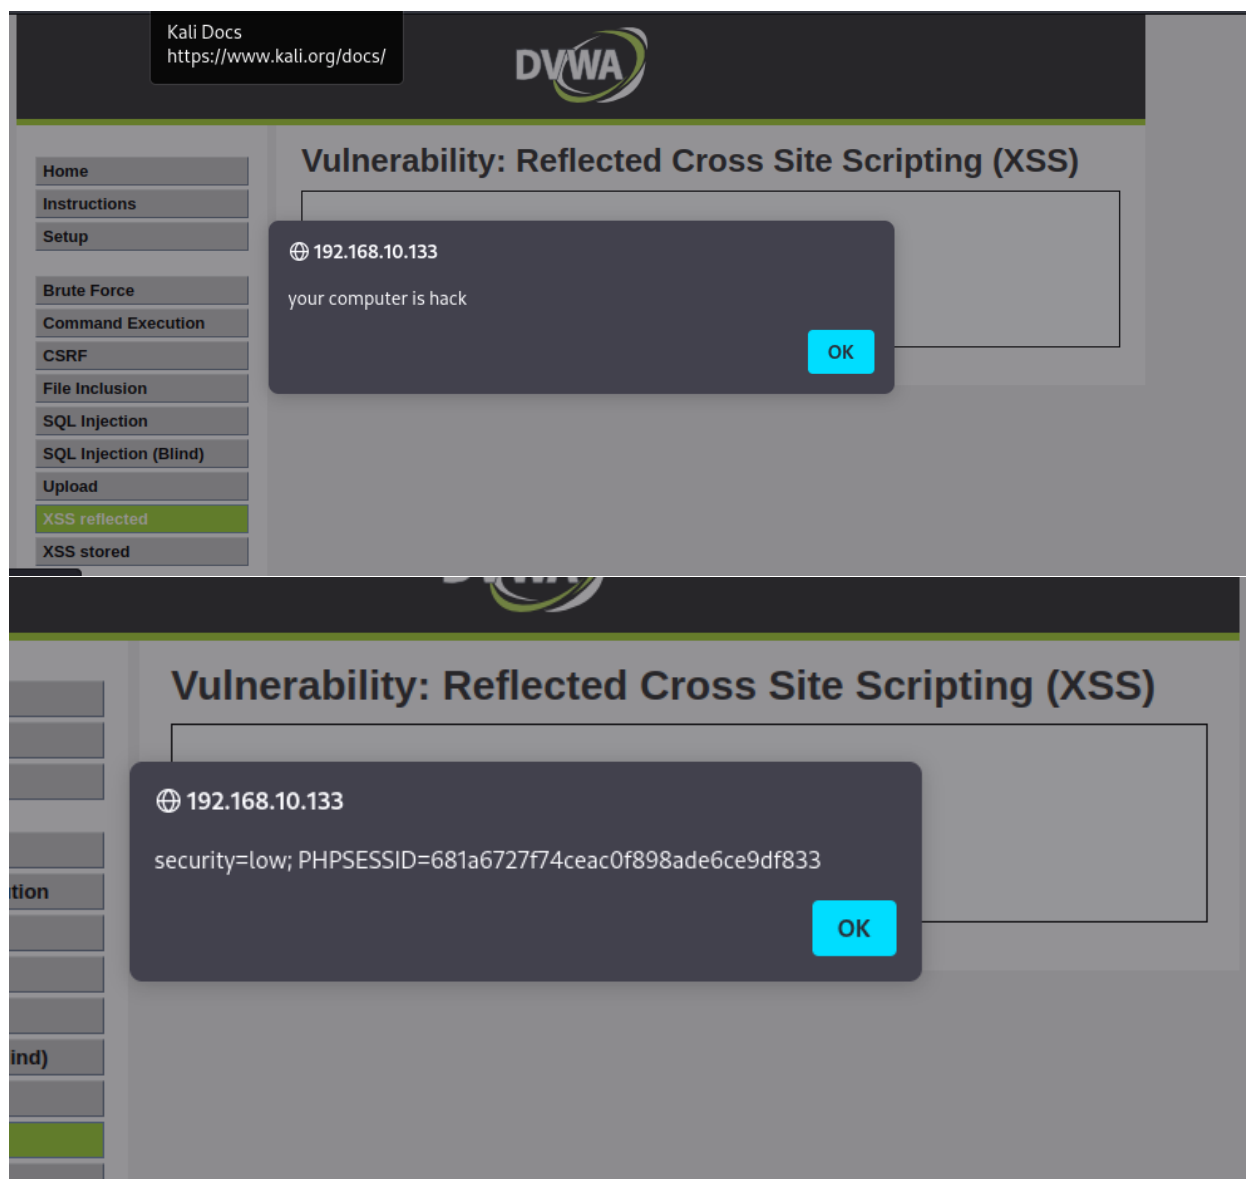 Kali Docs
https://www.kali.org/docs/
DVWA
Vulnerability: Reflected Cross Site Scripting (XSS)
Home
Instructions
Setup
Brute Force
Command Execution
CSRF
File Inclusion
SQL Injection
SQL Injection (Blind)
Upload
XSS reflected
XSS stored
192.168.10.133
your computer is hack
OK
Vulnerability: Reflected Cross Site Scripting (XSS)
tion
ind)
192.168.10.133
security=low; PHPSESSID=681a6727f74ceac0f898ade6ce9df833
OK